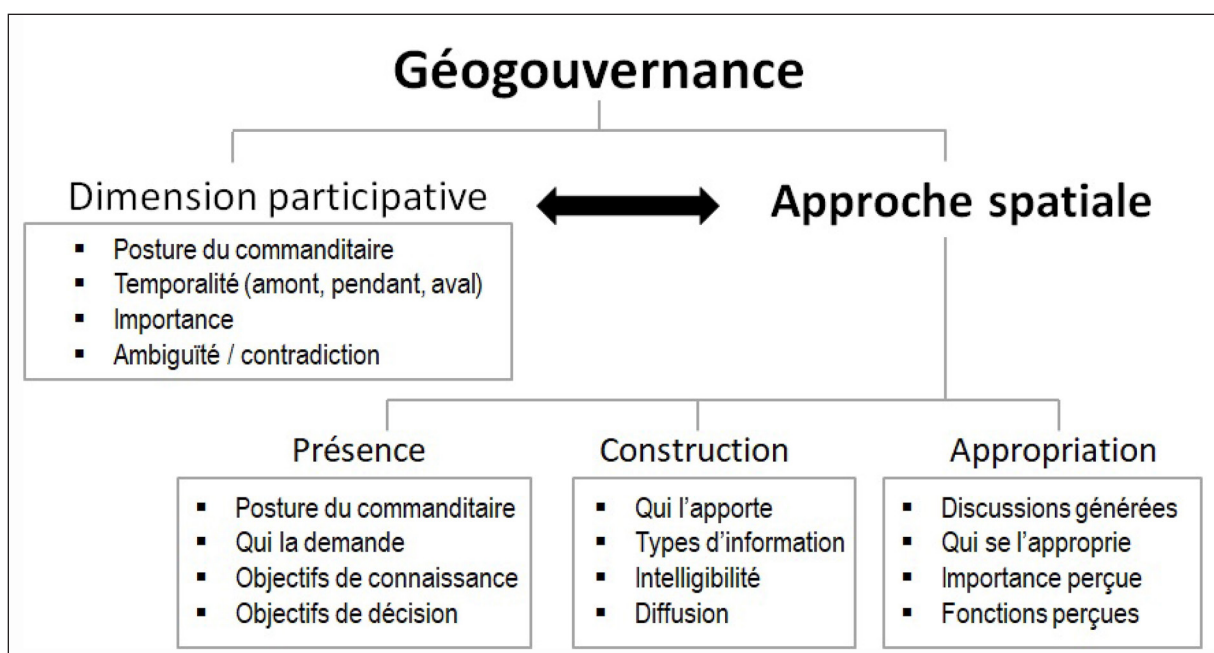 Géogouvernance
Dimension participative
Approche spatiale
▪ Posture du commanditaire
▪ Temporalité (amont, pendant, aval)
▪ Importance
▪ Ambiguïté / contradiction
Présence
▪ Posture du commanditaire
▪ Qui la demande
▪ Objectifs de connaissance
▪ Objectifs de décision
Construction
▪ Qui l'apporte
▪ Types d'information
▪ Intelligibilité
▪ Diffusion
Appropriation
▪ Discussions générées
▪ Qui se l'approprie
▪ Importance perçue
▪ Fonctions perçues